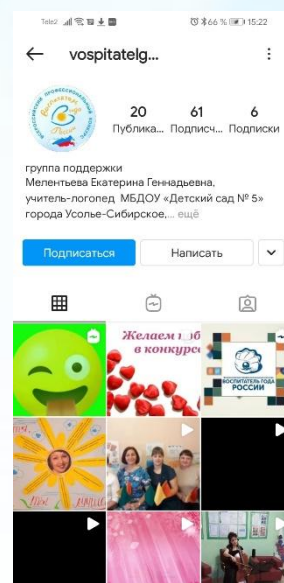 Tele2
66 % 15:22
vospitatelg...
20 61 6
Публика... Подписч... Подписки
группа поддержки
Мелентьева Екатерина Геннадьевна,
учитель-логопед МБДОУ «Детский сад № 5»
города Усолье-Сибирское,... ещё
Подписаться Написать
Желаем
в конкурсе
ВОСПИТАТЕЛЬ ГОДА
РОССИИ